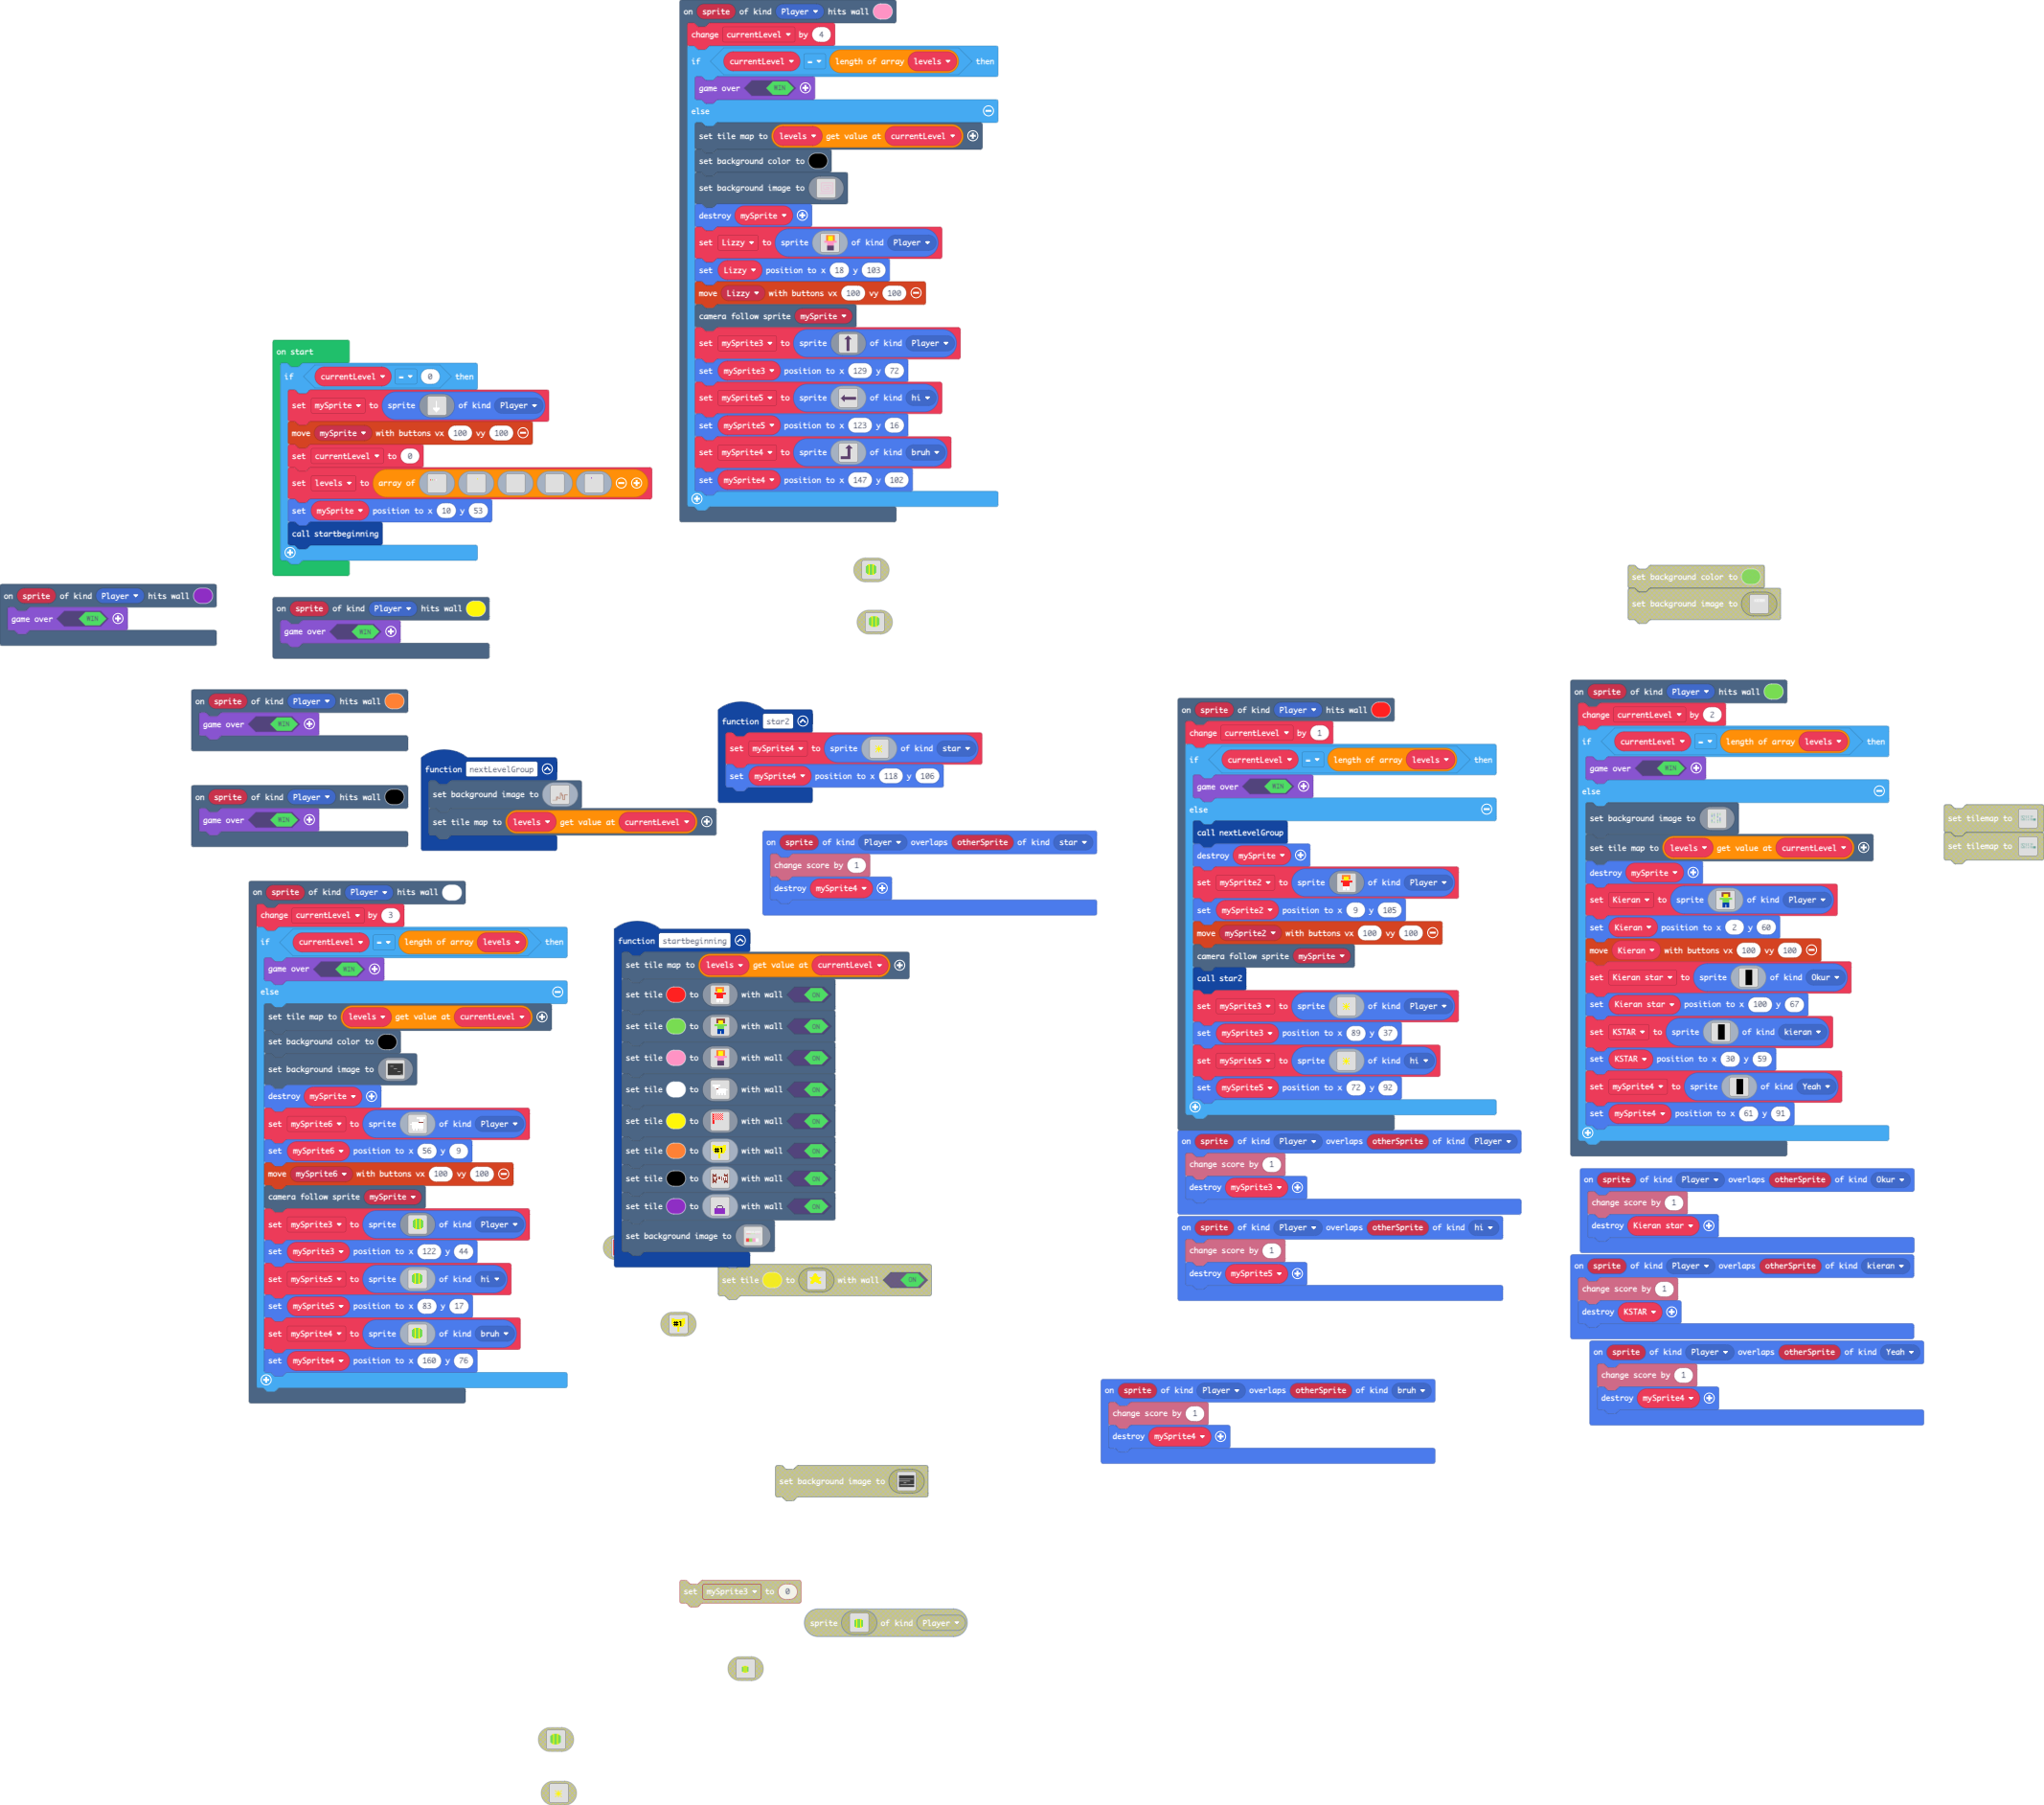 on sprite of kind Player hits wall
change currentLevel by 4
if currentLevel = length of array levels then
game over WIN
else
set tile map to levels get value at currentLevel
set background color to
set background image to
destroy mySprite
set Lizzy to sprite of kind Player
set Lizzy position to x 18 y 103
move Lizzy with buttons vx 100 vy 100
camera follow sprite mySprite
set mySprite3 to sprite of kind Player
set mySprite3 position to x 129 y 72
set mySprite5 to sprite of kind hi
set mySprite5 position to x 123 y 16
set mySprite4 to sprite of kind bruh
set mySprite4 position to x 147 y 102
on start
if currentLevel = 0 then
set mySprite to sprite of kind Player
move mySprite with buttons vx 100 vy 100
set currentLevel to 0
set levels to array of
set mySprite position to x 10 y 53
call startbeginning
on sprite of kind Player hits wall
game over WIN
on sprite of kind Player hits wall
game over WIN
on sprite of kind Player hits wall
game over WIN
on sprite of kind Player hits wall
game over WIN
function nextLevelGroup
set background image to
set tile map to levels get value at currentLevel
function star2
set mySprite4 to sprite of kind star
set mySprite4 position to x 118 y 106
on sprite of kind Player overlaps otherSprite of kind star
change score by 1
destroy mySprite4
on sprite of kind Player hits wall
change currentLevel by 3
if currentLevel = length of array levels then
game over WIN
else
set tile map to levels get value at currentLevel
set background color to
set background image to
destroy mySprite
set mySprite6 to sprite of kind Player
set mySprite6 position to x 56 y 9
move mySprite6 with buttons vx 100 vy 100
camera follow sprite mySprite
set mySprite3 to sprite of kind Player
set mySprite3 position to x 122 y 44
set mySprite5 to sprite of kind hi
set mySprite5 position to x 83 y 17
set mySprite4 to sprite of kind bruh
set mySprite4 position to x 160 y 76
function startbeginning
set tile map to levels get value at currentLevel
set tile to with wall ON
set tile to with wall ON
set tile to with wall ON
set tile to with wall ON
set tile to with wall ON
set tile to #1 with wall ON
set tile to with wall ON
set tile to with wall ON
set background image to
set tile to with wall ON
#1
set background image to
set mySprite3 to 0
sprite of kind Player
set background color to
set background image to
on sprite of kind Player hits wall
change currentLevel by 1
if currentLevel = length of array levels then
game over WIN
else
call nextLevelGroup
destroy mySprite
set mySprite2 to sprite of kind Player
set mySprite2 position to x 9 y 105
move mySprite2 with buttons vx 100 vy 100
camera follow sprite mySprite
call star2
set mySprite3 to sprite of kind Player
set mySprite3 position to x 89 y 37
set mySprite5 to sprite of kind hi
set mySprite5 position to x 72 y 92
on sprite of kind Player overlaps otherSprite of kind Player
change score by 1
destroy mySprite3
on sprite of kind Player overlaps otherSprite of kind hi
change score by 1
destroy mySprite5
on sprite of kind Player overlaps otherSprite of kind bruh
change score by 1
destroy mySprite4
on sprite of kind Player hits wall
change currentLevel by 2
if currentLevel = length of array levels then
game over WIN
else
set background image to
set tile map to levels get value at currentLevel
destroy mySprite
set Kieran to sprite of kind Player
set Kieran position to x 2 y 60
move Kieran with buttons vx 100 vy 100
set Kieran star to sprite of kind Okur
set Kieran star position to x 100 y 67
set KSTAR to sprite of kind kieran
set KSTAR position to x 30 y 59
set mySprite4 to sprite of kind Yeah
set mySprite4 position to x 61 y 91
set tilemap to
set tilemap to
on sprite of kind Player overlaps otherSprite of kind Okur
change score by 1
destroy Kieran star
on sprite of kind Player overlaps otherSprite of kind kieran
change score by 1
destroy KSTAR
on sprite of kind Player overlaps otherSprite of kind Yeah
change score by 1
destroy mySprite4